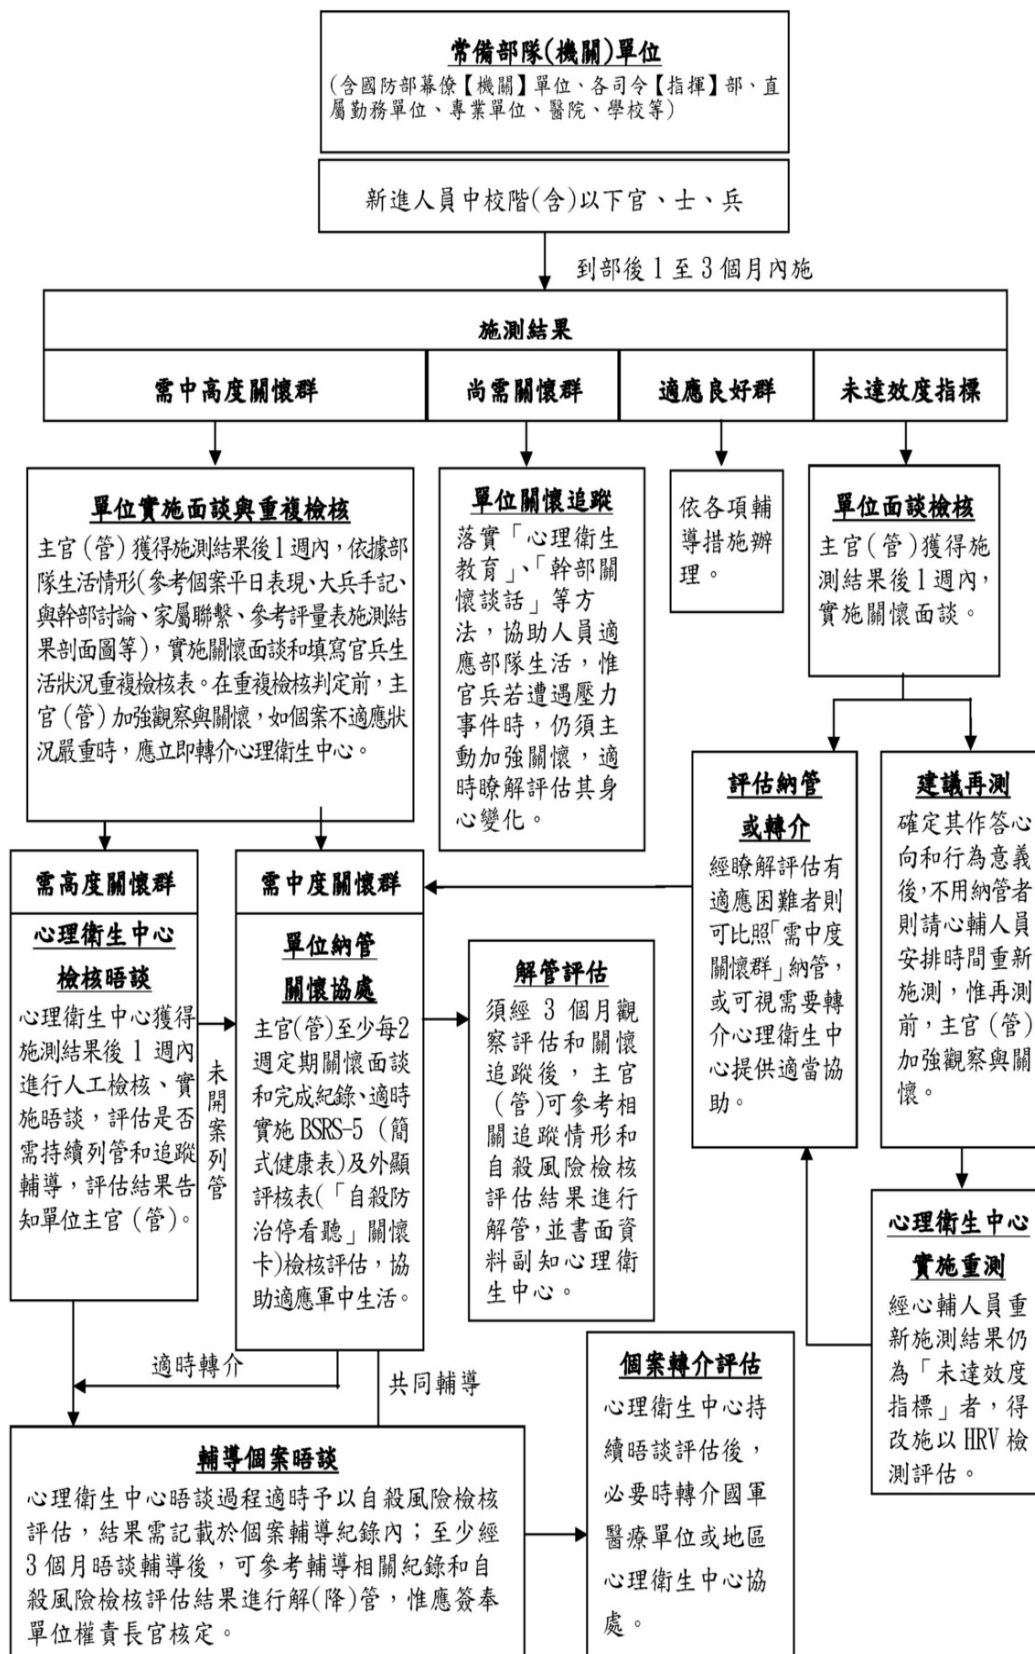 常備部隊(機關)單位
(含國防部幕僚【機關】單位、各司令【指揮】部、直
屬勤務單位、專業單位、醫院、學校等)
新進人員中校階(含)以下官、士、兵
到部後1至3個月內施
施測結果
需中高度關懷群
尚需關懷群
適應良好群
未達效度指標
單位實施面談與重複檢核
主官(管)獲得施測結果後1週內,依據部
隊生活情形(參考個案平日表現、大兵手記、
與幹部討論、家屬聯繫、參考評量表施測結
果剖面圖等),實施關懷面談和填寫官兵生
活狀況重複檢核表。在重複檢核判定前,主
官(管)加強觀察與關懷,如個案不適應狀
況嚴重時,應立即轉介心理衛生中心。
單位關懷追蹤
落實「心理衛生
教育」、「幹部關
懷談話」等方
法,協助人員適
應部隊生活,惟
官兵若遭遇壓力
事件時,仍須主
動加強關懷,適
時瞭解評估其身
心變化。
依各項輔
導措施辦
理。
單位面談檢核
主官(管)獲得施
測結果後1週內,
實施關懷面談。
需高度關懷群
心理衛生中心
檢核晤談
心理衛生中心獲得
施測結果後1週內
進行人工檢核、實
施晤談,評估是否
需持續列管和追蹤
輔導,評估結果告
知單位主官(管)。
未開案列管
需中度關懷群
單位納管
關懷協處
主官(管)至少每2
週定期關懷面談
和完成紀錄、適時
實施BSRS-5(簡
式健康表)及外顯
評核表(「自殺防
治停看聽」關懷
卡)檢核評估,協
助適應軍中生活。
解管評估
須經3個月觀
察評估和關懷
追蹤後,主官
(管)可參考相
關追蹤情形和
自殺風險檢核
評估結果進行
解管,並書面資
料副知心理衛
生中心。
評估納管
或轉介
經瞭解評估有
適應困難者則
可比照「需中度
關懷群」納管,
或可視需要轉
介心理衛生中
心提供適當協
助。
建議再測
確定其作答心
向和行為意義
後,不用納管者
則請心輔人員
安排時間重新
施測,惟再測
前,主官(管)
加強觀察與關
懷。
心理衛生中心
實施重測
經心輔人員重
新施測結果仍
為「未達效度
指標」者,得
改施以HRV檢
測評估。
適時轉介
共同輔導
輔導個案晤談
心理衛生中心晤談過程適時予以自殺風險檢核
評估,結果需記載於個案輔導紀錄內;至少經
3個月晤談輔導後,可參考輔導相關紀錄和自
殺風險檢核評估結果進行解(降)管,惟應簽奉
單位權責長官核定。
個案轉介評估
心理衛生中心持
續晤談評估後,
必要時轉介國軍
醫療單位或地區
心理衛生中心協
處。